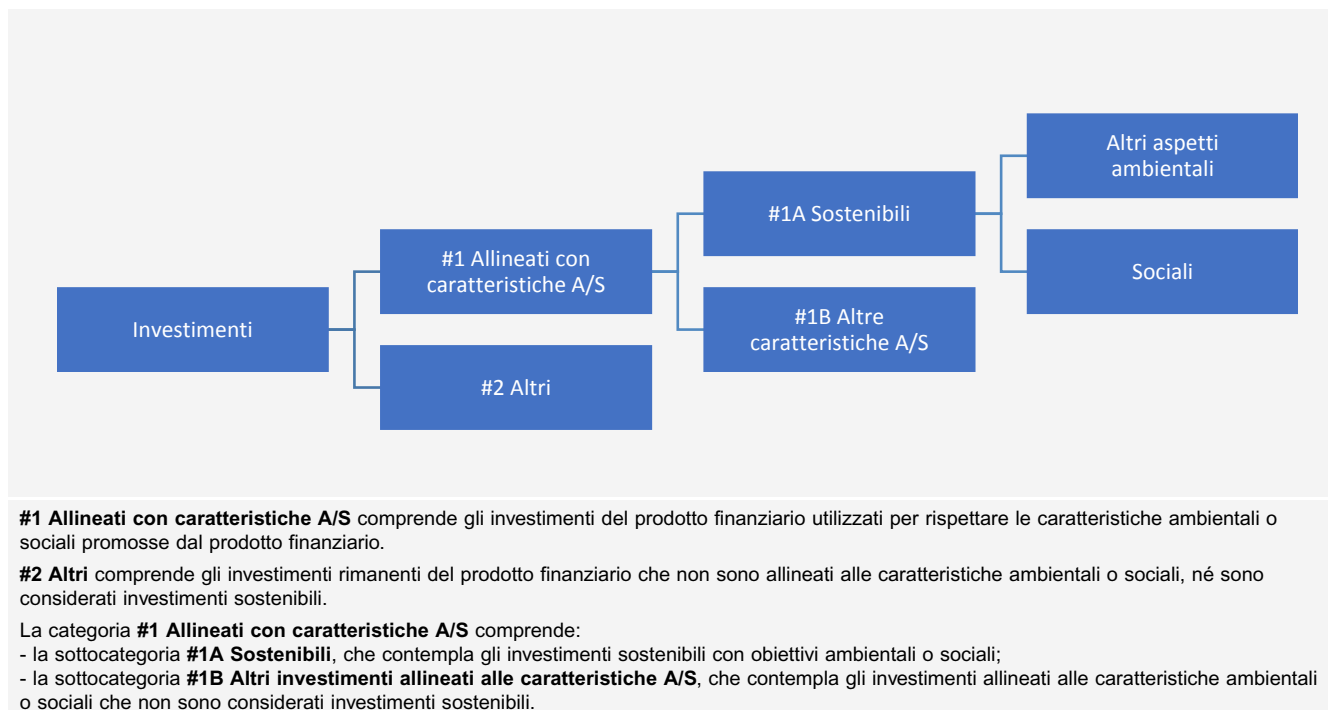 Altri aspetti
ambientali
#1A Sostenibili
#1 Allineati con
caratteristiche A/S
Sociali
Investimenti
#1B Altre
caratteristiche A/S
#2 Altri
#1 Allineati con caratteristiche A/S comprende gli investimenti del prodotto finanziario utilizzati per rispettare le caratteristiche ambientali o
sociali promosse dal prodotto finanziario.
#2 Altri comprende gli investimenti rimanenti del prodotto finanziario che non sono allineati alle caratteristiche ambientali o sociali, né sono
considerati investimenti sostenibili.
La categoria #1 Allineati con caratteristiche A/S comprende:
- la sottocategoria #1A Sostenibili, che contempla gli investimenti sostenibili con obiettivi ambientali o sociali;
- la sottocategoria #1B Altri investimenti allineati alle caratteristiche A/S, che contempla gli investimenti allineati alle caratteristiche ambientali
o sociali che non sono considerati investimenti sostenibili.